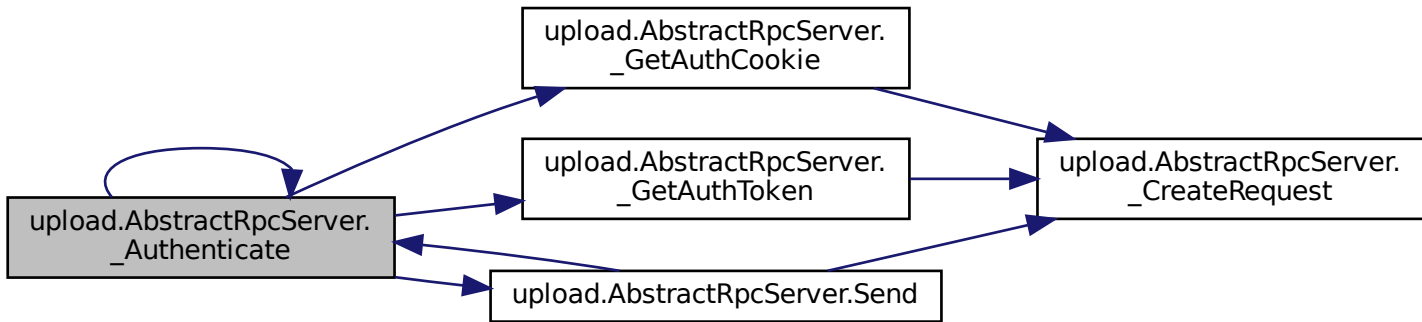 upload.AbstractRpcServer.
_GetAuthCookie
upload.AbstractRpcServer.
_GetAuthToken
upload.AbstractRpcServer.
_CreateRequest
upload.AbstractRpcServer.
_Authenticate
upload.AbstractRpcServer.Send